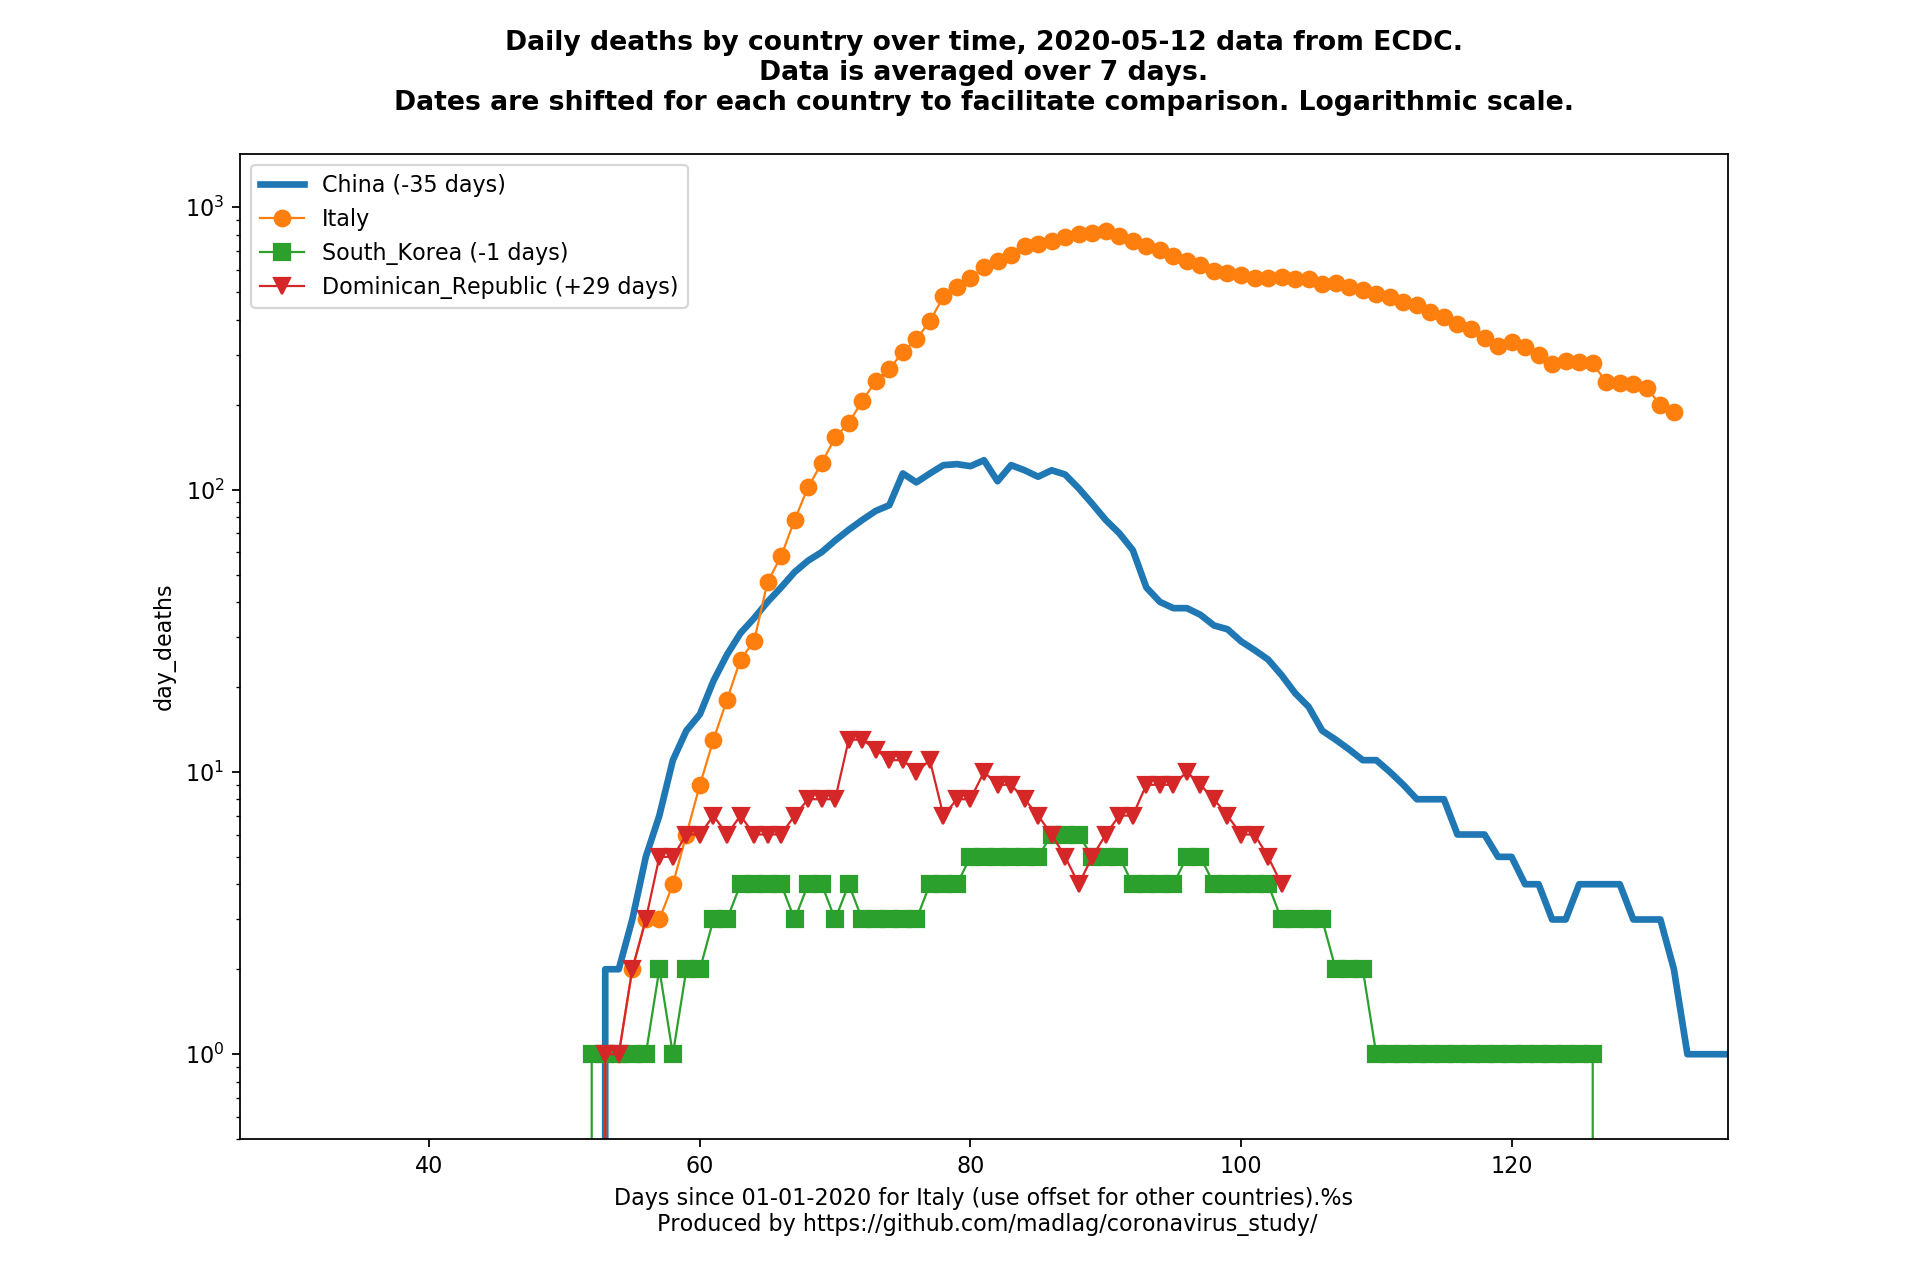 Daily deaths by country over time, 2020-05-12 data from ECDC.
Data is averaged over 7 days.
Dates are shifted for each country to facilitate comparison. Logarithmic scale.
China (-35 days)
Italy
South_Korea (-1 days)
Dominican_Republic (+29 days)
10³
10²
10¹
10⁰
day_deaths
40 60 80 100 120
Days since 01-01-2020 for Italy (use offset for other countries).%s
Produced by https://github.com/madlag/coronavirus_study/